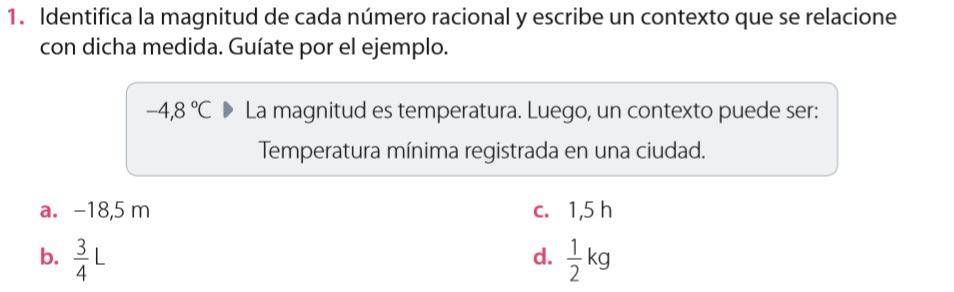 1. Identifica la magnitud de cada número racional y escribe un contexto que se relacione
con dicha medida. Guíate por el ejemplo.
−4,8 ºC La magnitud es temperatura. Luego, un contexto puede ser:
Temperatura mínima registrada en una ciudad.
a. −18,5 m
c. 1,5 h
b. 3/4 L
d. 1/2 kg